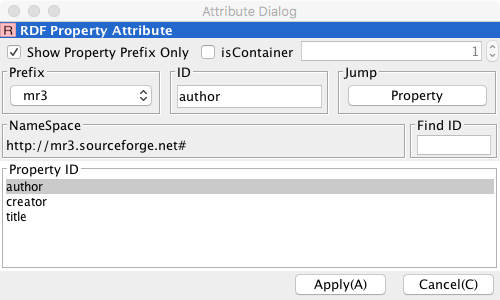 Attribute Dialog
R RDF Property Attribute
Show Property Prefix Only isContainer 1
Prefix ID Jump
mr3 author Property
NameSpace Find ID
http://mr3.sourceforge.net#
Property ID
author
creator
title
Apply(A) Cancel(C)